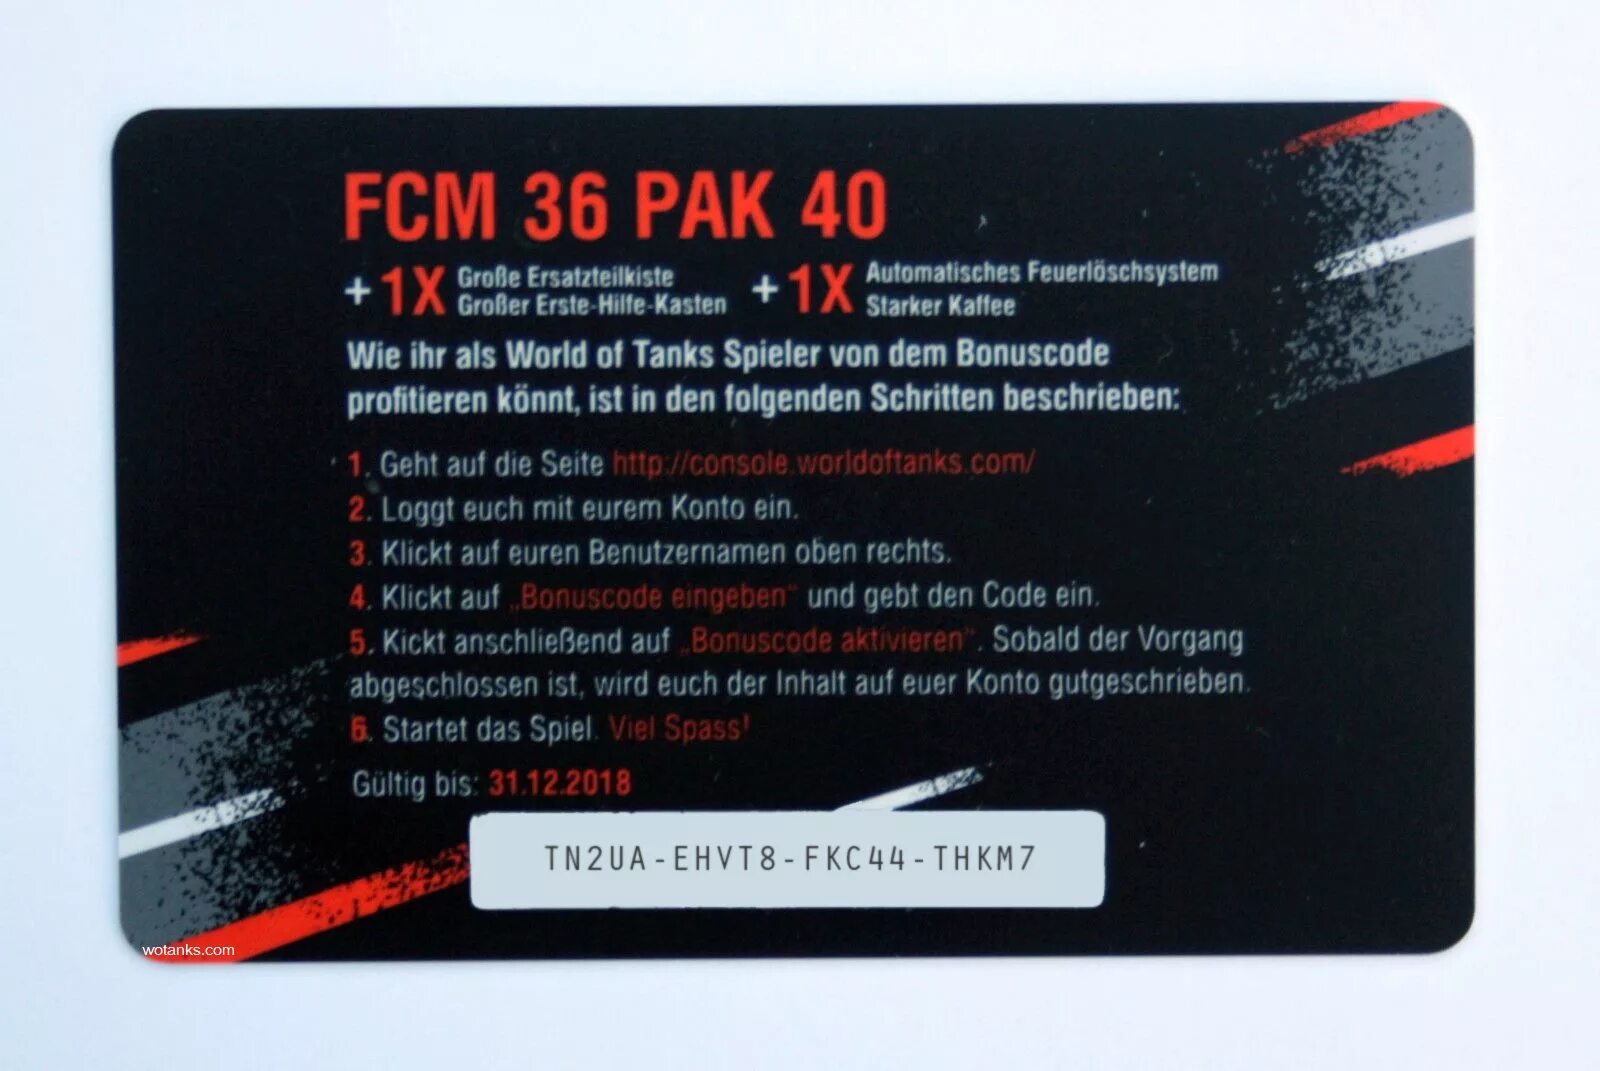 FCM 36 PAK 40
+ 1X Große Ersatzteilkiste
Großer Erste-Hilfe-Kasten
+ 1X Automatisches Feuerlöschsystem
Starker Kaffee
Wie ihr als World of Tanks Spieler von dem Bonuscode
profitieren könnt, ist in den folgenden Schritten beschrieben:
1. Geht auf die Seite http://console.worldoftanks.com/
2. Loggt euch mit eurem Konto ein.
3. Klickt auf euren Benutzernamen oben rechts.
4. Klickt auf „Bonuscode eingeben“ und gebt den Code ein.
5. Kickt anschließend auf „Bonuscode aktivieren“. Sobald der Vorgang
abgeschlossen ist, wird euch der Inhalt auf euer Konto gutgeschrieben.
6. Startet das Spiel. Viel Spass!
Gültig bis: 31.12.2018
TN2UA-EHVT8-FKC44-THKM7
wotanks.com